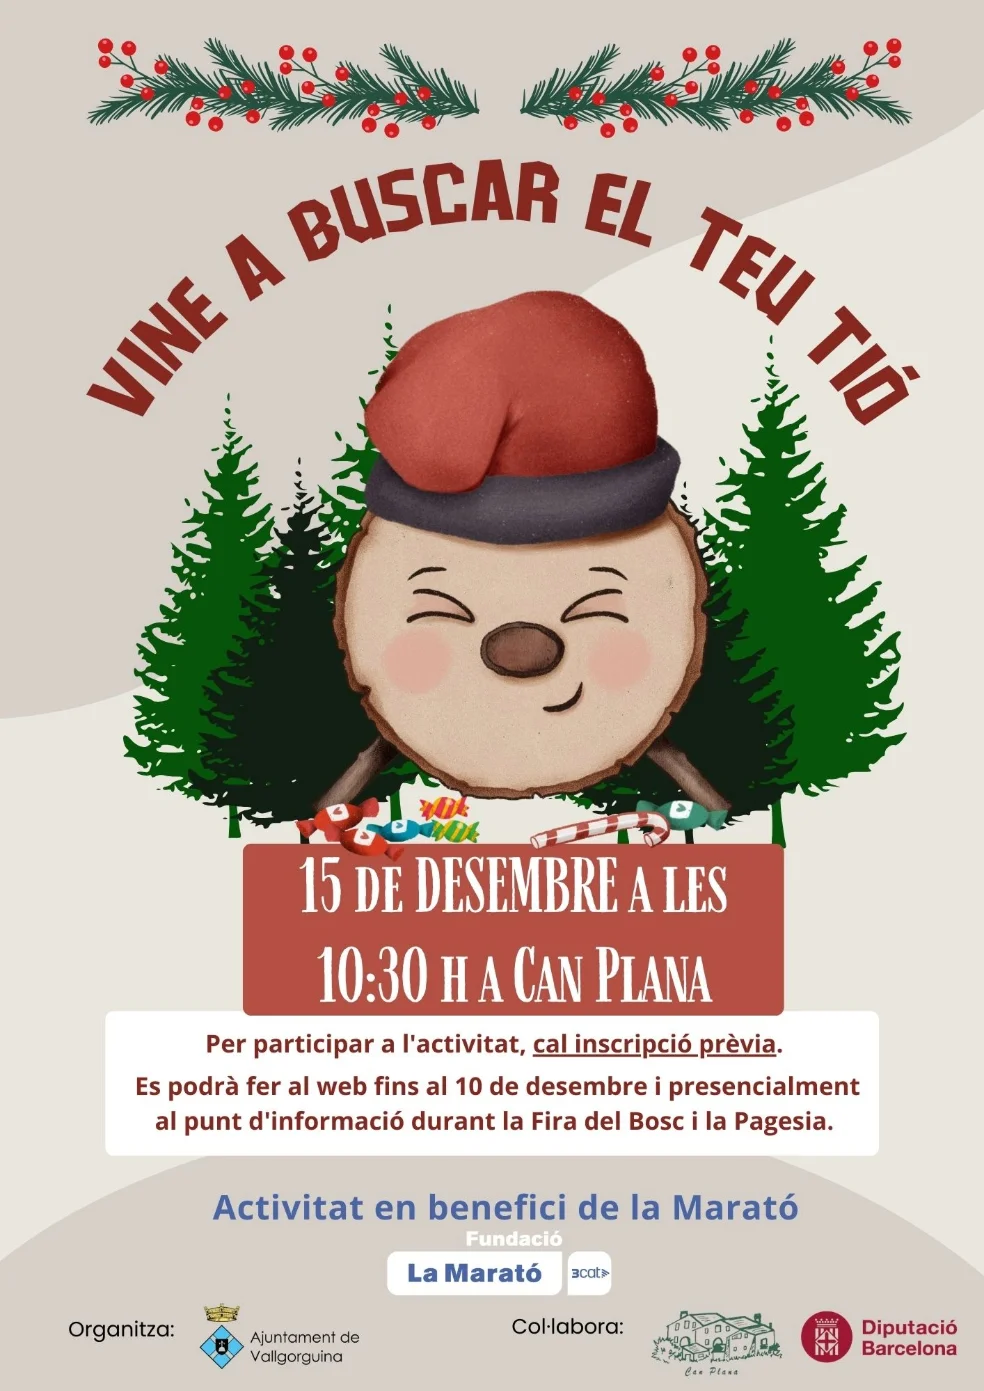 VINE A BUSCAR EL TEU TIÓ
15 DE DESEMBRE A LES
10:30 H A CAN PLANA
Per participar a l'activitat, cal inscripció prèvia.
Es podrà fer al web fins al 10 de desembre i presencialment
al punt d'informació durant la Fira del Bosc i la Pagesia.
Activitat en benefici de la Marató
Fundació
La Marató
3cat
Organitza:
Ajuntament de
Vallgorguina
Col·labora:
Can Plana
Diputació
Barcelona